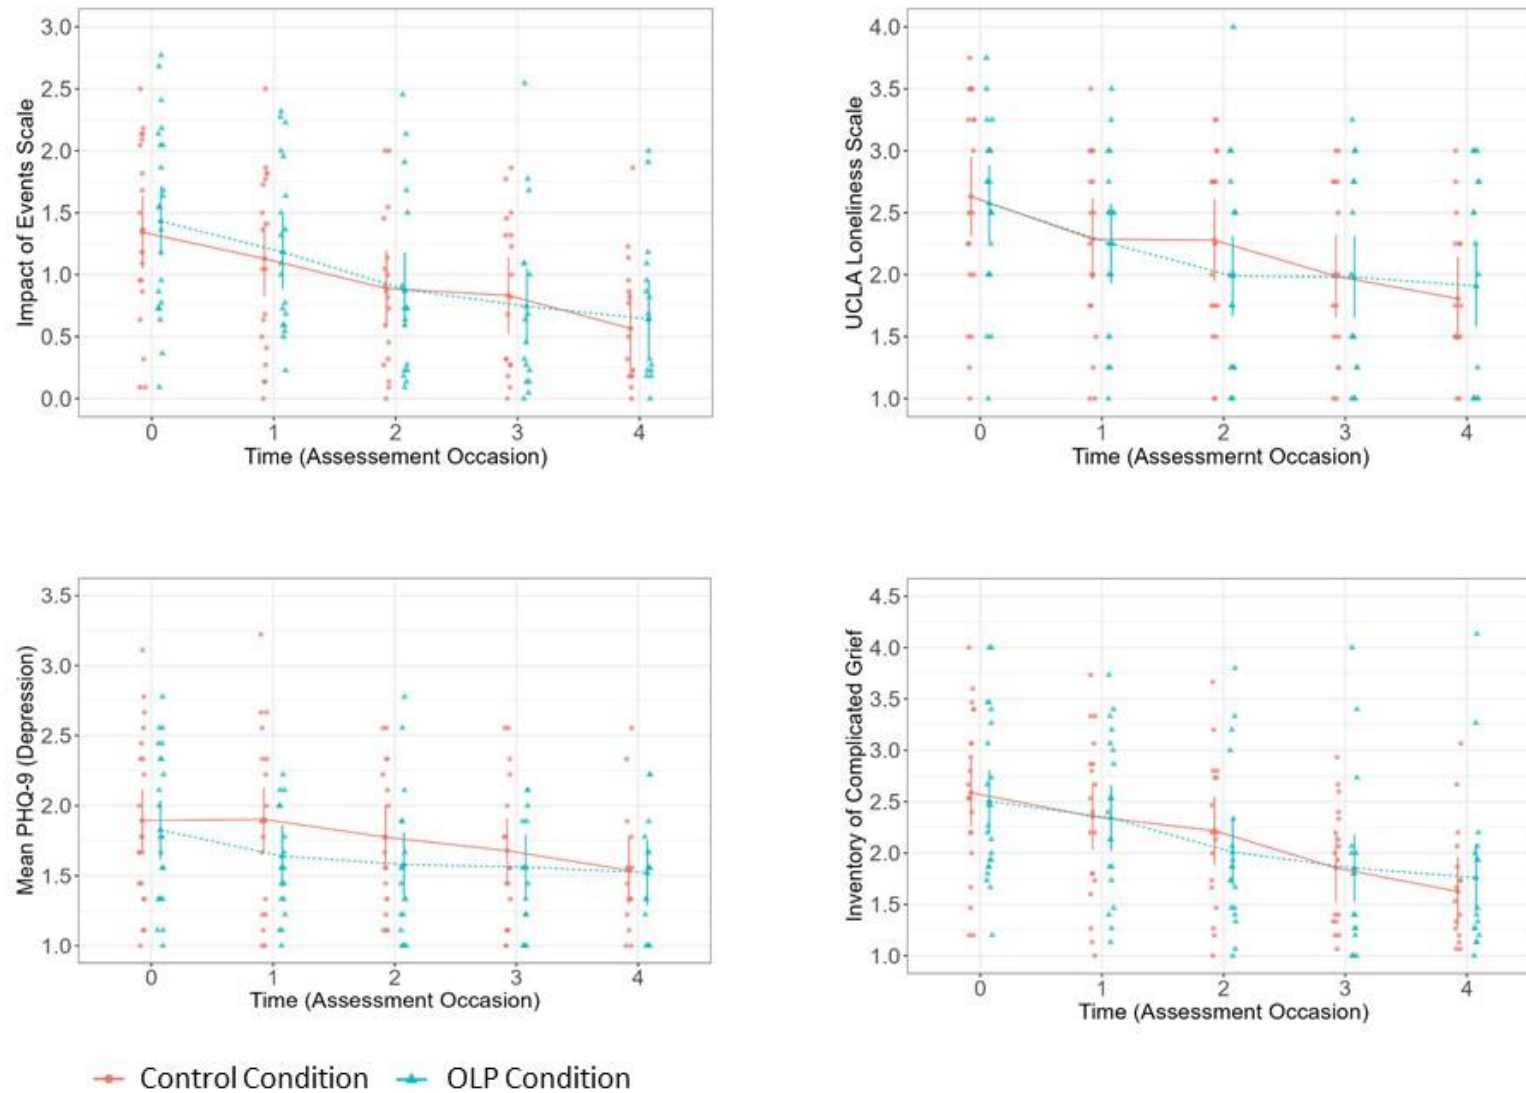 Impact of Events Scale
3.0
2.5
2.0
1.5
1.0
0.5
0.0
0 1 2 3 4
Time (Assessement Occasion)
UCLA Loneliness Scale
4.0
3.5
3.0
2.5
2.0
1.5
1.0
0 1 2 3 4
Time (Assessmernt Occasion)
Mean PHQ-9 (Depression)
3.5
3.0
2.5
2.0
1.5
1.0
0 1 2 3 4
Time (Assessment Occasion)
Inventory of Complicated Grief
4.5
4.0
3.5
3.0
2.5
2.0
1.5
1.0
0 1 2 3 4
Time (Assessment Occasion)
Control Condition OLP Condition